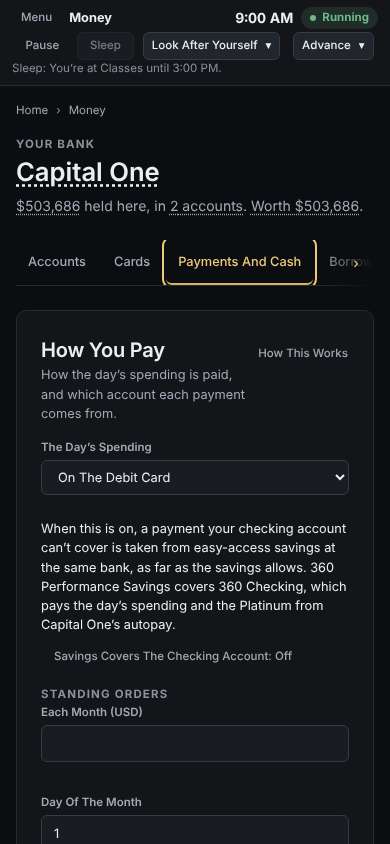 Menu Money 9:00 AM Running
Pause Sleep Look After Yourself ▾ Advance ▾
Sleep: You're at Classes until 3:00 PM.
Home › Money
YOUR BANK
Capital One
$503,686 held here, in 2 accounts. Worth $503,686.
Accounts Cards Payments And Cash Borrow ›
How You Pay
How This Works
How the day's spending is paid,
and which account each payment
comes from.
The Day's Spending
On The Debit Card
When this is on, a payment your checking account
can't cover is taken from easy-access savings at
the same bank, as far as the savings allows. 360
Performance Savings covers 360 Checking, which
pays the day's spending and the Platinum from
Capital One's autopay.
Savings Covers The Checking Account: Off
STANDING ORDERS
Each Month (USD)
Day Of The Month
1